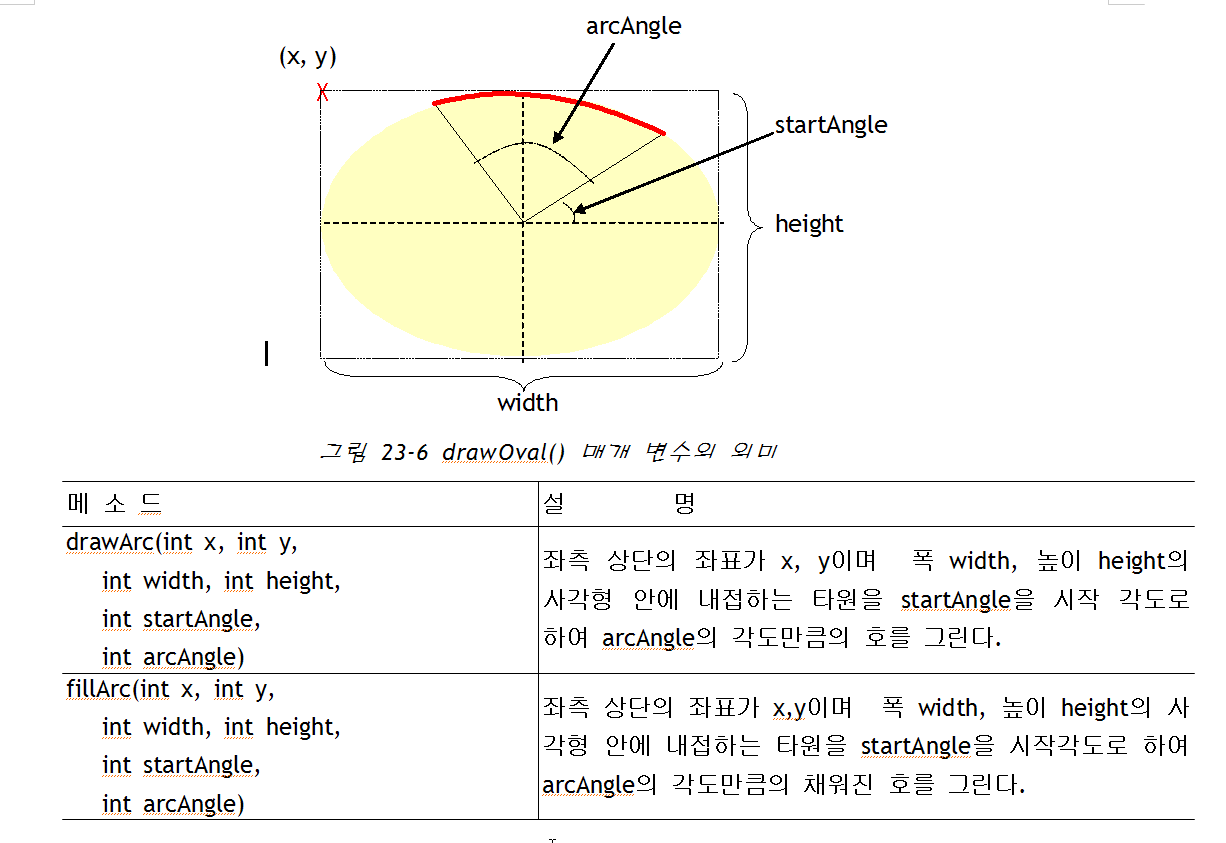 arcAngle
(x, y)
startAngle
height
width
그림 23-6 drawOval() 매개 변수의 의미
메 소 드
설 명
drawArc(int x, int y,
int width, int height,
int startAngle,
int arcAngle)
좌측 상단의 좌표가 x, y이며 폭 width, 높이 height의
사각형 안에 내접하는 타원을 startAngle을 시작 각도로
하여 arcAngle의 각도만큼의 호를 그린다.
fillArc(int x, int y,
int width, int height,
int startAngle,
int arcAngle)
좌측 상단의 좌표가 x,y이며 폭 width, 높이 height의 사
각형 안에 내접하는 타원을 startAngle을 시작각도로 하여
arcAngle의 각도만큼의 채워진 호를 그린다.